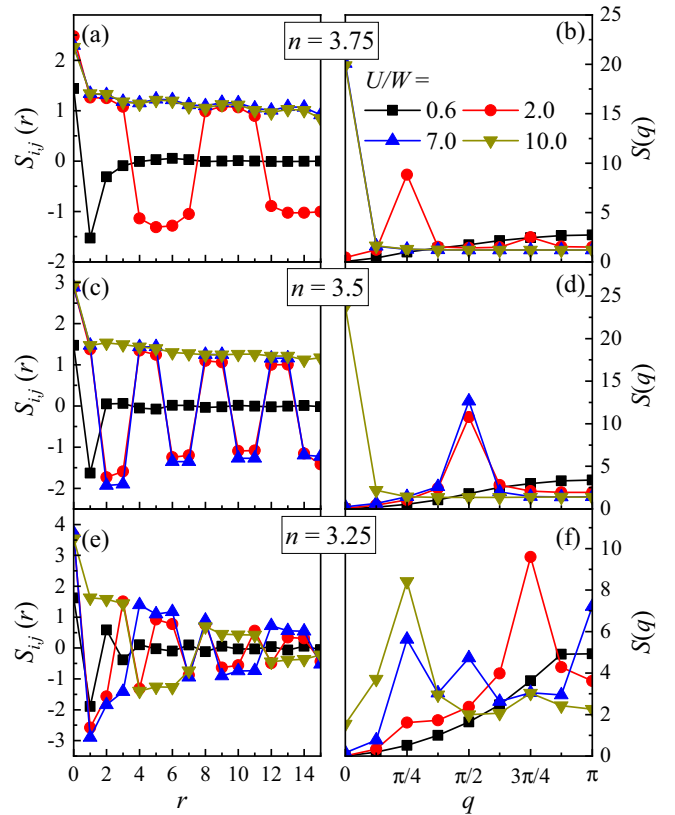 (a)
n = 3.75
(b)
S_{i,j} (r)
2
1
0
-1
-2
U/W =
0.6
2.0
7.0
10.0
25
20
15
10
5
0
S(q)
(c)
n = 3.5
(d)
S_{i,j} (r)
3
2
1
0
-1
-2
25
20
15
10
5
0
S(q)
(e)
n = 3.25
(f)
S_{i,j} (r)
4
3
2
1
0
-1
-2
-3
10
8
6
4
2
0
S(q)
0 2 4 6 8 10 12 14
r
0 π/4 π/2 3π/4 π
q